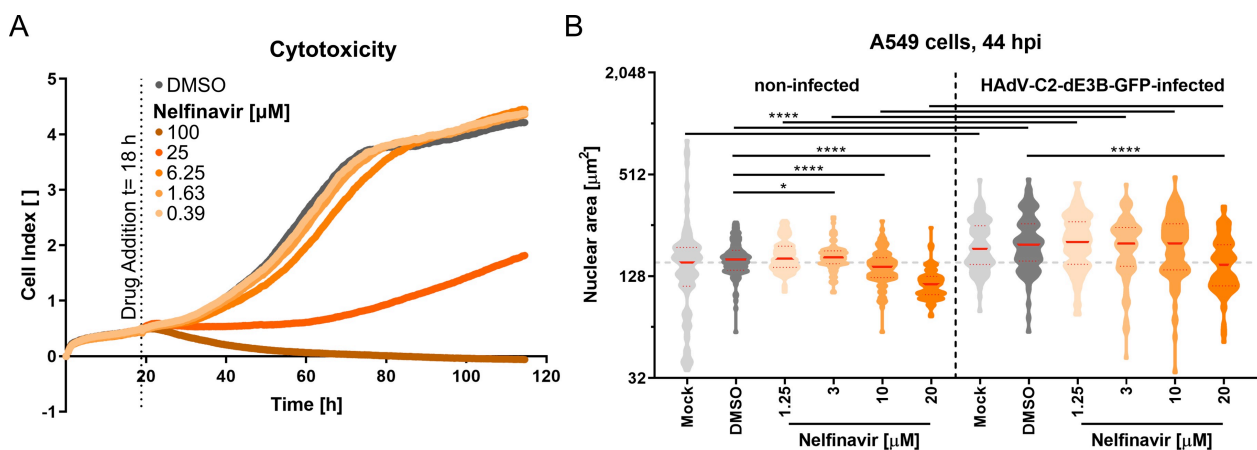 A
Cytotoxicity
5
4
3
2
1
0
-1
Cell Index [ ]
Drug Addition t= 18 h
DMSO
Nelfinavir [µM]
100
25
6.25
1.63
0.39
20
40
60
80
100
120
Time [h]
B
A549 cells, 44 hpi
2,048
512
128
32
Nuclear area [µm²]
non-infected
HAdV-C2-dE3B-GFP-infected
****
****
****
****
*
Mock
DMSO
1.25
3
10
20
Mock
DMSO
1.25
3
10
20
Nelfinavir [µM]
Nelfinavir [µM]